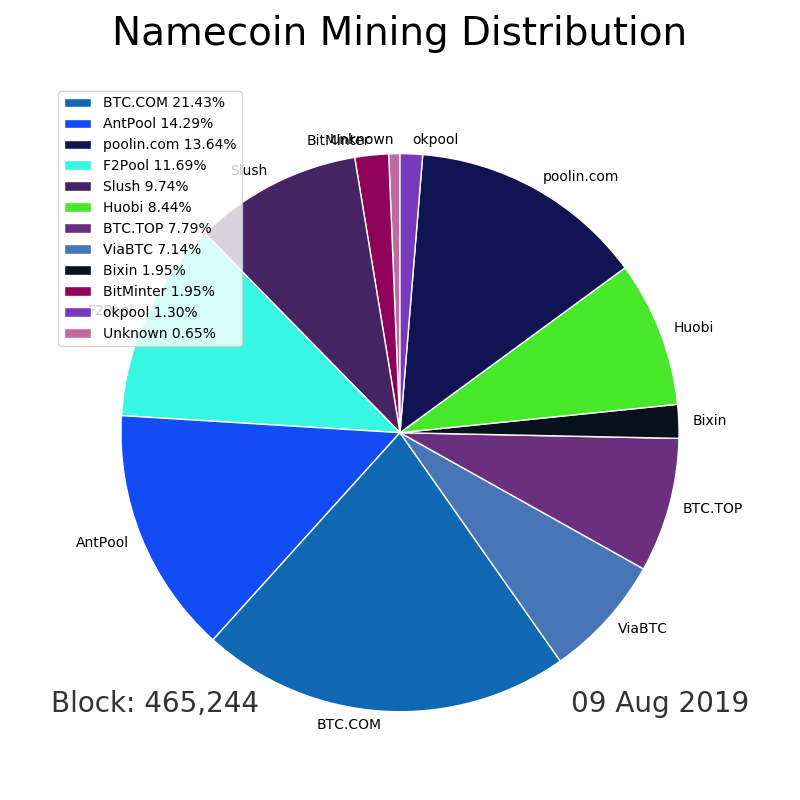 Namecoin Mining Distribution
BTC.COM 21.43%
AntPool 14.29%
poolin.com 13.64%
F2Pool 11.69%
Slush 9.74%
Huobi 8.44%
BTC.TOP 7.79%
ViaBTC 7.14%
Bixin 1.95%
BitMinter 1.95%
okpool 1.30%
Unknown 0.65%
BitMinter
Unknown
okpool
Slush
poolin.com
F2Pool
Huobi
Bixin
BTC.TOP
AntPool
ViaBTC
Block: 465,244
09 Aug 2019
BTC.COM